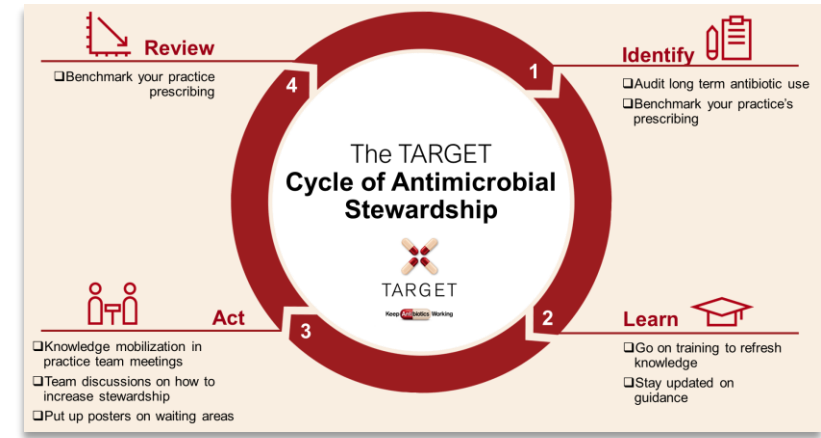 The TARGET
Cycle of Antimicrobial
Stewardship
TARGET
Keep Antibiotics Working
1
Identify
❑Audit long term antibiotic use
❑Benchmark your practice's
prescribing
2
Learn
❑Go on training to refresh
knowledge
❑Stay updated on
guidance
3
Act
❑Knowledge mobilization in
practice team meetings
❑Team discussions on how to
increase stewardship
❑Put up posters on waiting areas
4
Review
❑Benchmark your practice
prescribing